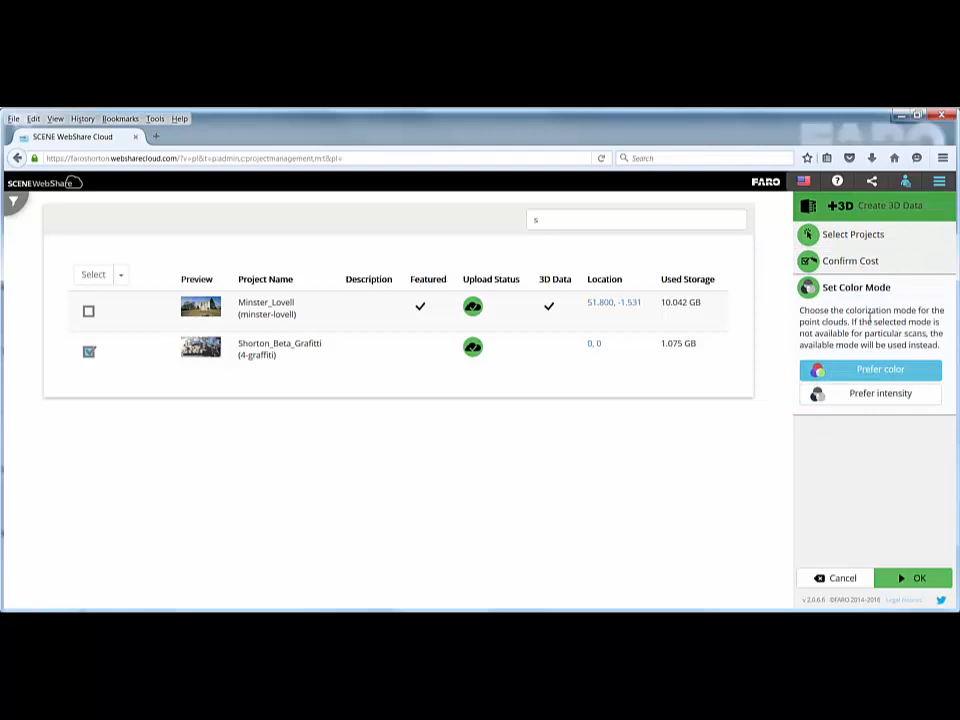 FARO
File Edit View History Bookmarks Tools Help
SCENE WebShare Cloud × +
https://faroshorton.websharecloud.com/?v=pl&t=p:admin,c:projectmanagement,m:t&pl=
Search
SCENEWebShare
FARO
+3D Create 3D Data
s
Select Projects
Confirm Cost
Select
Preview Project Name Description Featured Upload Status 3D Data Location Used Storage
Set Color Mode
Minster_Lovell
(minster-lovell)
51.800, -1.531 10.042 GB
Choose the colorization mode for the
point clouds. If the selected mode is
not available for particular scans, the
available mode will be used instead.
Shorton_Beta_Grafitti
(4-graffiti)
0, 0 1.075 GB
Prefer color
Prefer intensity
Cancel OK
v 2.0.6.6 ©FARO 2014-2016 Legal Notices